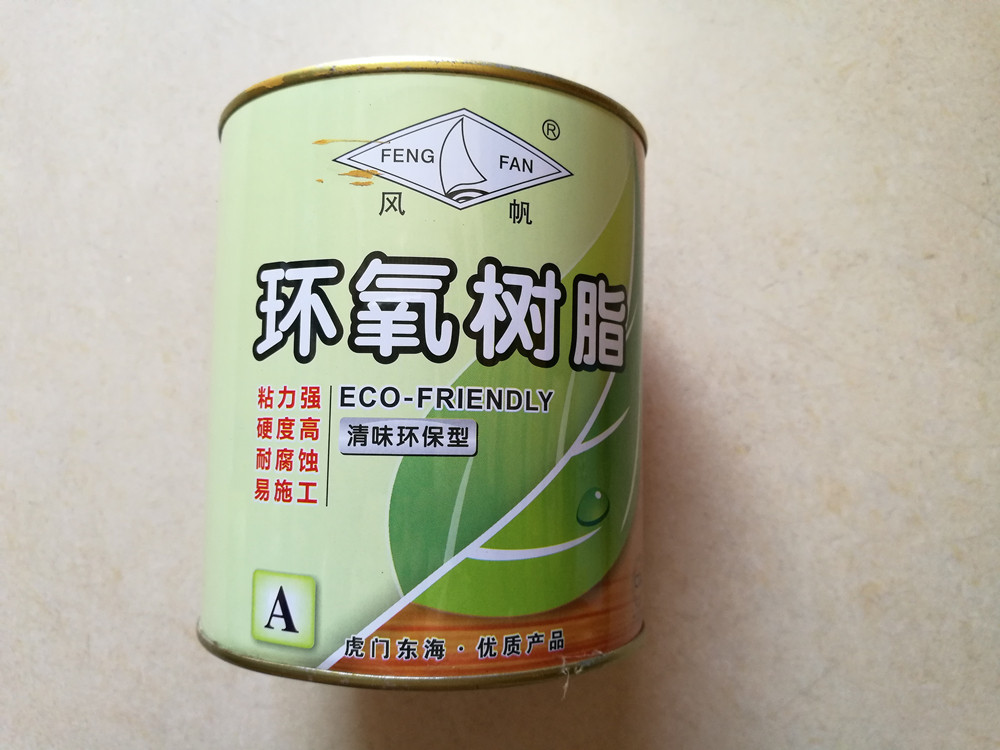 FENG FAN ®
风 帆
环氧树脂
粘力强
硬度高
耐腐蚀
易施工
ECO-FRIENDLY
清味环保型
A
虎门东海·优质产品